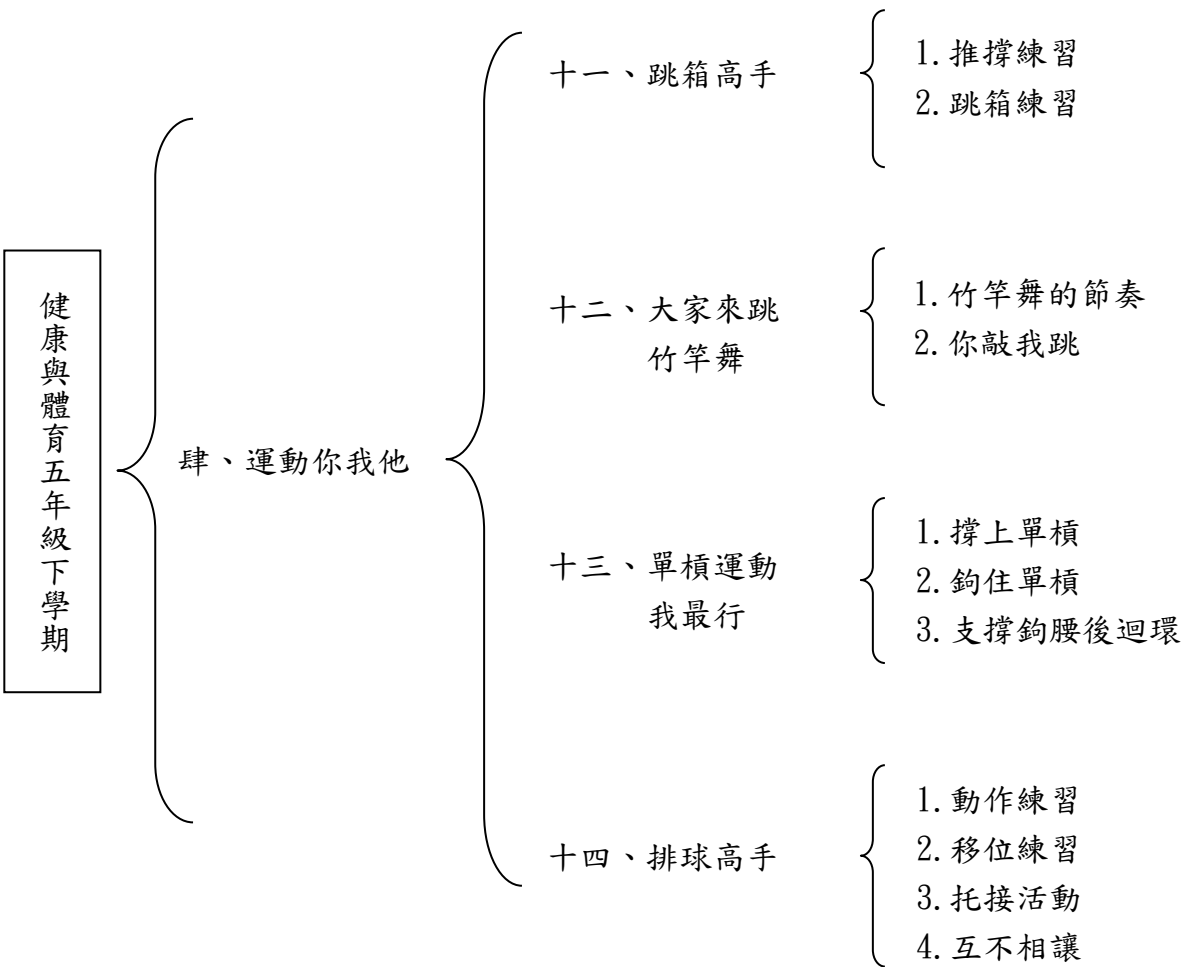 健康與體育五年級下學期
肆、運動你我他
十一、跳箱高手
1.推撐練習
2.跳箱練習
十二、大家來跳
竹竿舞
1.竹竿舞的節奏
2.你敲我跳
十三、單槓運動
我最行
1.撐上單槓
2.鉤住單槓
3.支撐鉤腰後迴環
十四、排球高手
1.動作練習
2.移位練習
3.托接活動
4.互不相讓